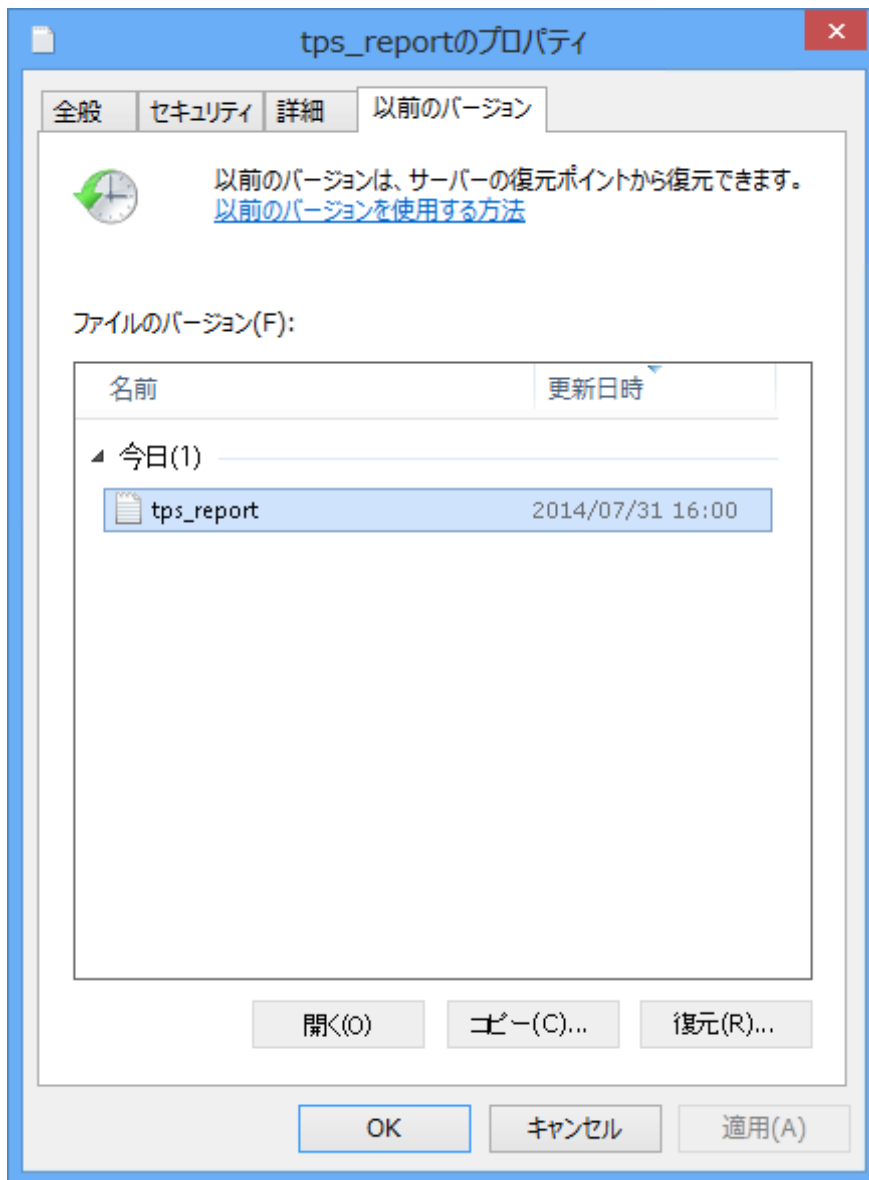 tps_reportのプロパティ
全般 セキュリティ 詳細 以前のバージョン
以前のバージョンは、サーバーの復元ポイントから復元できます。
以前のバージョンを使用する方法
ファイルのバージョン(F):
名前 更新日時
今日(1)
tps_report 2014/07/31 16:00
開く(O) コピー(C)... 復元(R)...
OK キャンセル 適用(A)